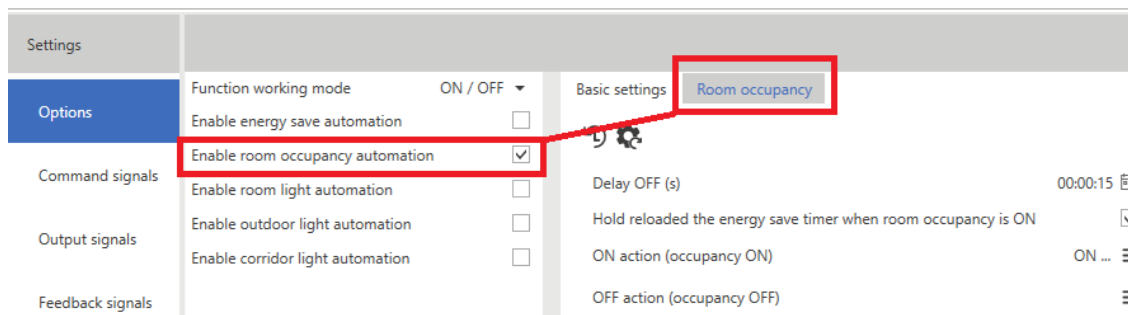 Settings
Options
Command signals
Output signals
Feedback signals
Function working mode ON / OFF
Enable energy save automation
Enable room occupancy automation
Enable room light automation
Enable outdoor light automation
Enable corridor light automation
Basic settings Room occupancy
Delay OFF (s) 00:00:15
Hold reloaded the energy save timer when room occupancy is ON
ON action (occupancy ON) ON ...
OFF action (occupancy OFF)